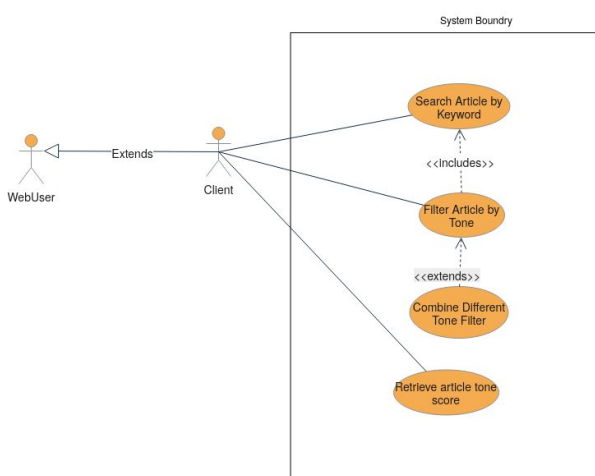 System Boundry
Search Article by
Keyword
<<includes>>
Extends
WebUser
Client
Filter Article by
Tone
<<extends>>
Combine Different
Tone Filter
Retrieve article tone
score